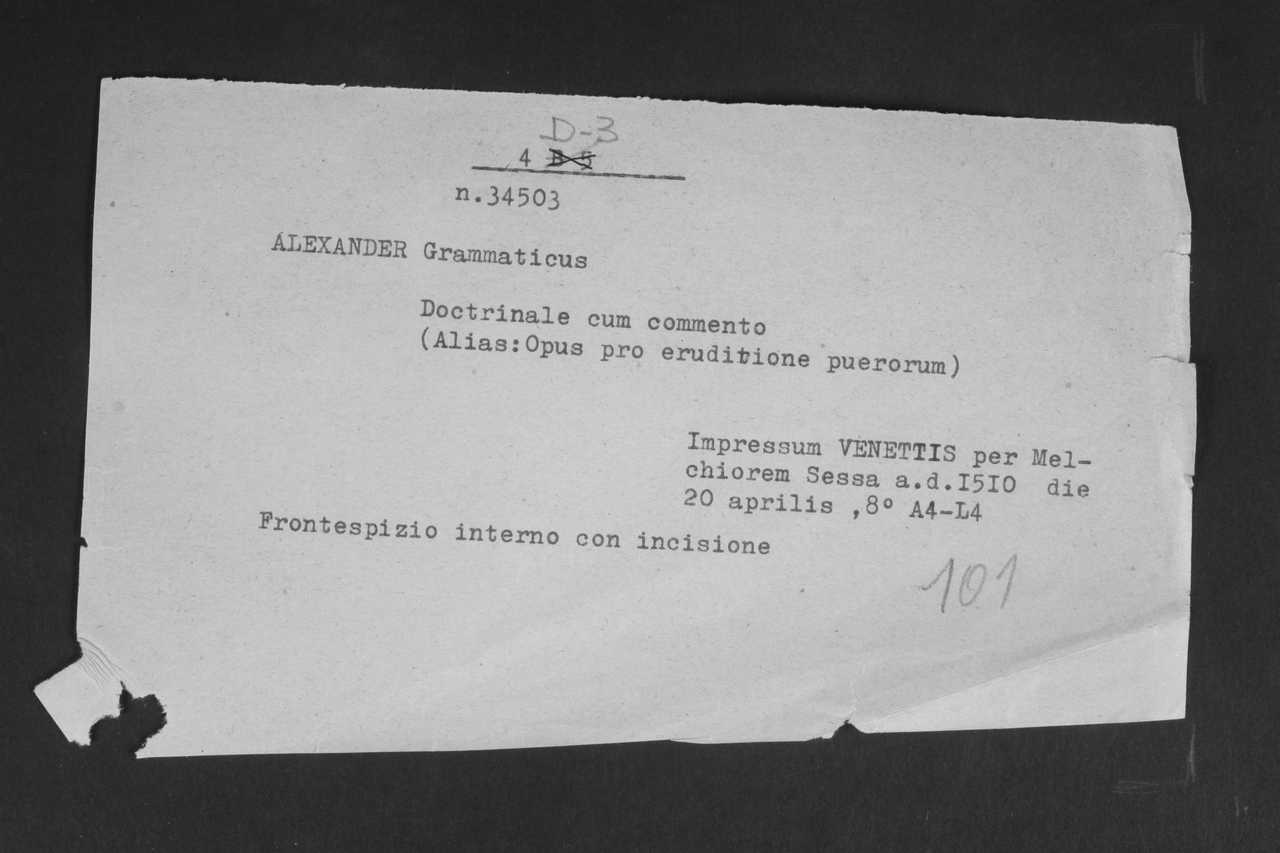 D-3
4 B 5
n.34503
ALEXANDER Grammaticus
Doctrinale cum commento
(Alias:Opus pro eruditione puerorum)
Impressum VENETTIS per Mel-
chiorem Sessa a.d.I5I0 die
20 aprilis ,8º A4-L4
Frontespizio interno con incisione
101